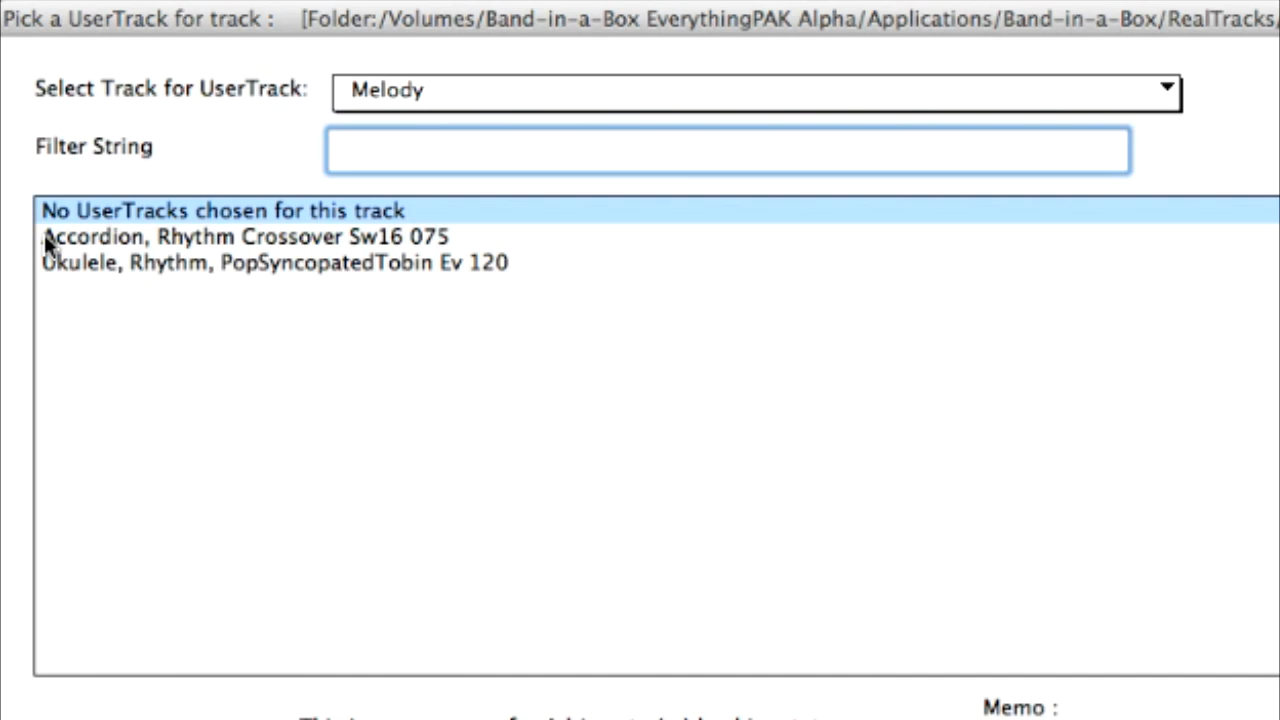 Pick a UserTrack for track : [Folder:/Volumes/Band-in-a-Box EverythingPAK Alpha/Applications/Band-in-a-Box/RealTracks/
Select Track for UserTrack: Melody
Filter String
No UserTracks chosen for this track
Accordion, Rhythm Crossover Sw16 075
Ukulele, Rhythm, PopSyncopatedTobin Ev 120
Memo :